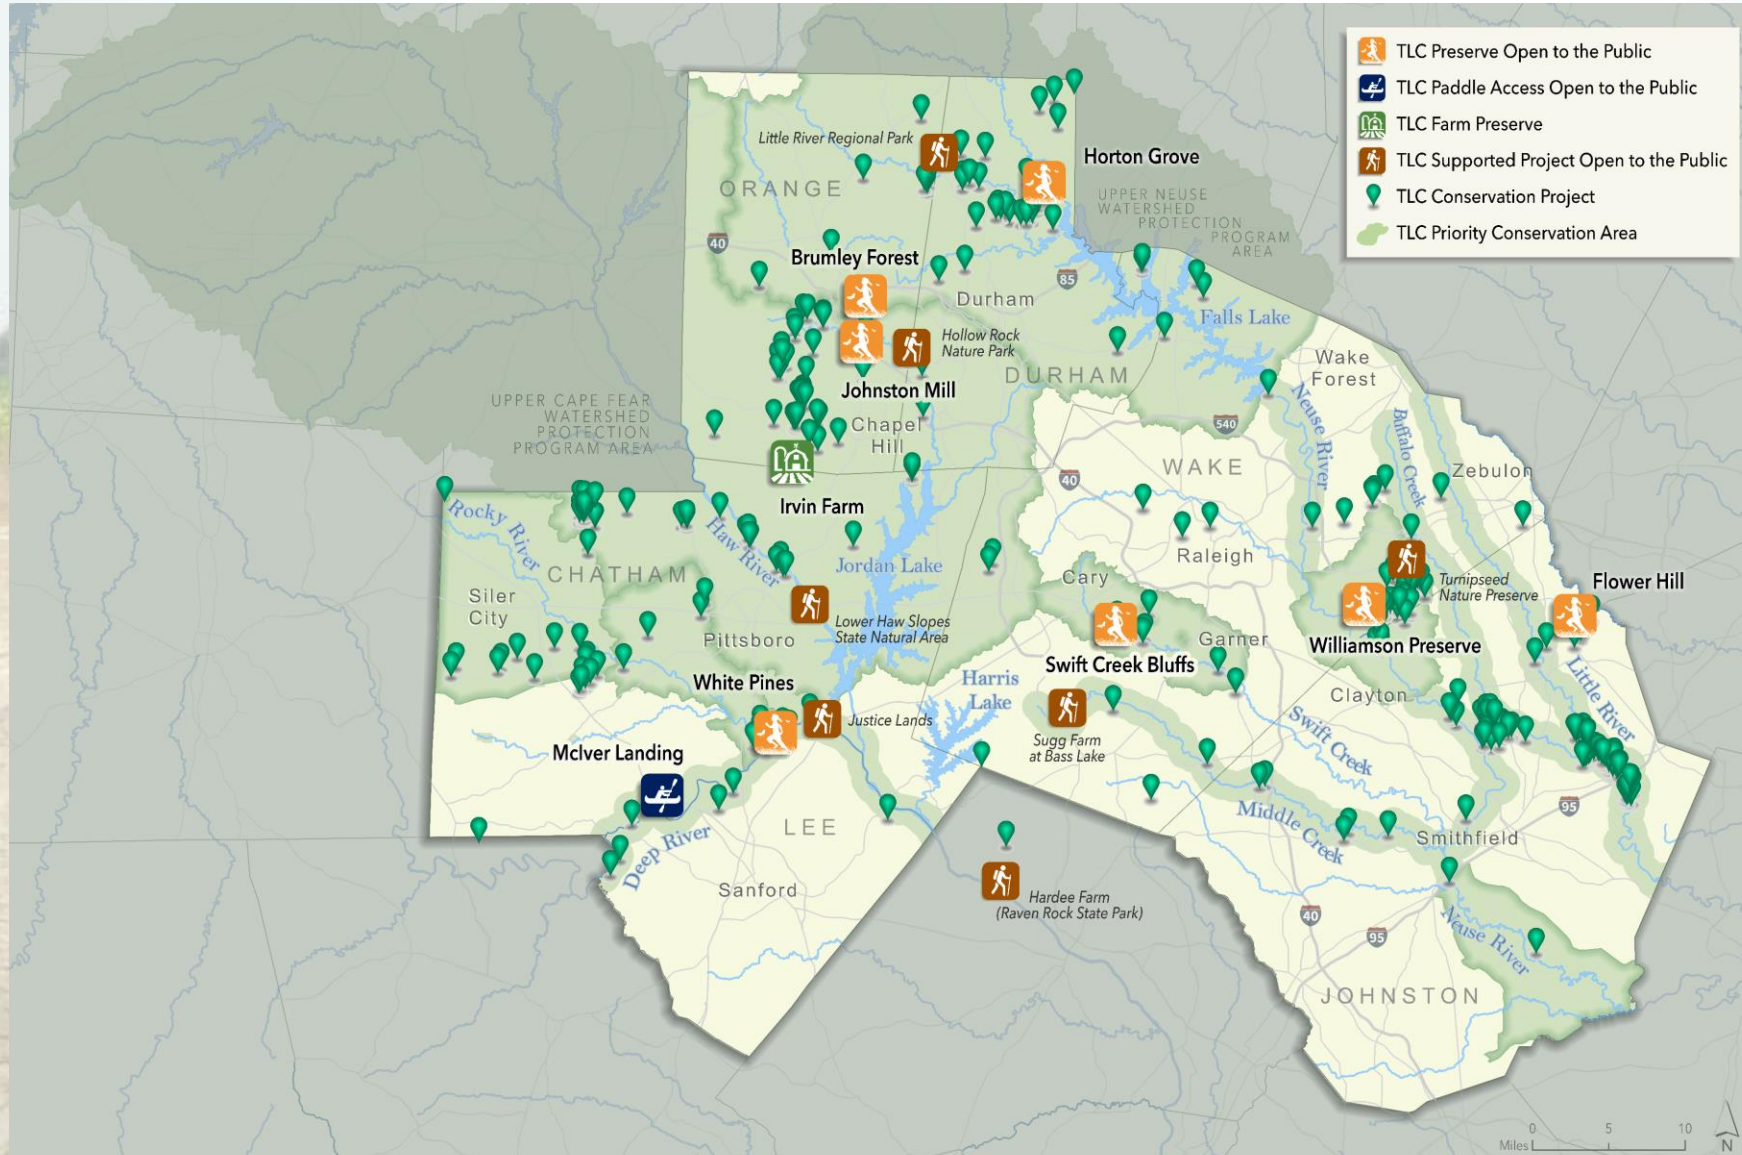 TLC Preserve Open to the Public
TLC Paddle Access Open to the Public
TLC Farm Preserve
TLC Supported Project Open to the Public
TLC Conservation Project
TLC Priority Conservation Area
Little River Regional Park
Horton Grove
ORANGE
UPPER NEUSE
WATERSHED
PROTECTION
PROGRAM
AREA
40
Brumley Forest
85
Durham
Falls Lake
Hollow Rock
Nature Park
Wake
Forest
DURHAM
Johnston Mill
UPPER CAPE FEAR
WATERSHED
PROTECTION
PROGRAM AREA
Chapel
Hill
540
Neuse River
Buffalo Creek
WAKE
Zebulon
40
Irvin Farm
Rocky River
Haw River
Raleigh
Jordan Lake
CHATHAM
Cary
Flower Hill
Turnipseed
Nature Preserve
Siler
City
Lower Haw Slopes
State Natural Area
Pittsboro
Garner
Williamson Preserve
Swift Creek Bluffs
White Pines
Harris
Lake
Clayton
Little River
Justice Lands
Swift Creek
Sugg Farm
at Bass Lake
McIver Landing
95
Middle Creek
LEE
Smithfield
Deep River
Sanford
Hardee Farm
(Raven Rock State Park)
40
95
Neuse River
JOHNSTON
0 5 10
Miles
N